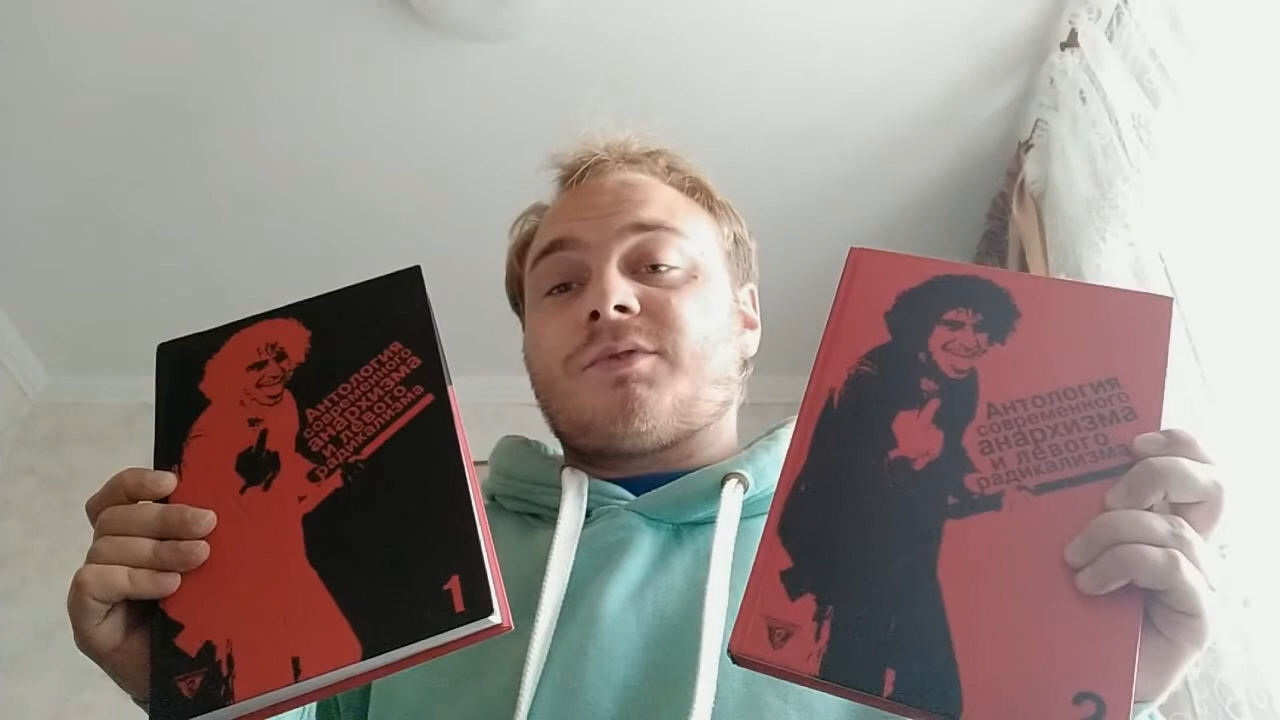 Антология
современного
анархизма
и левого
радикализма
1
Антология
современного
анархизма
и левого
радикализма
2